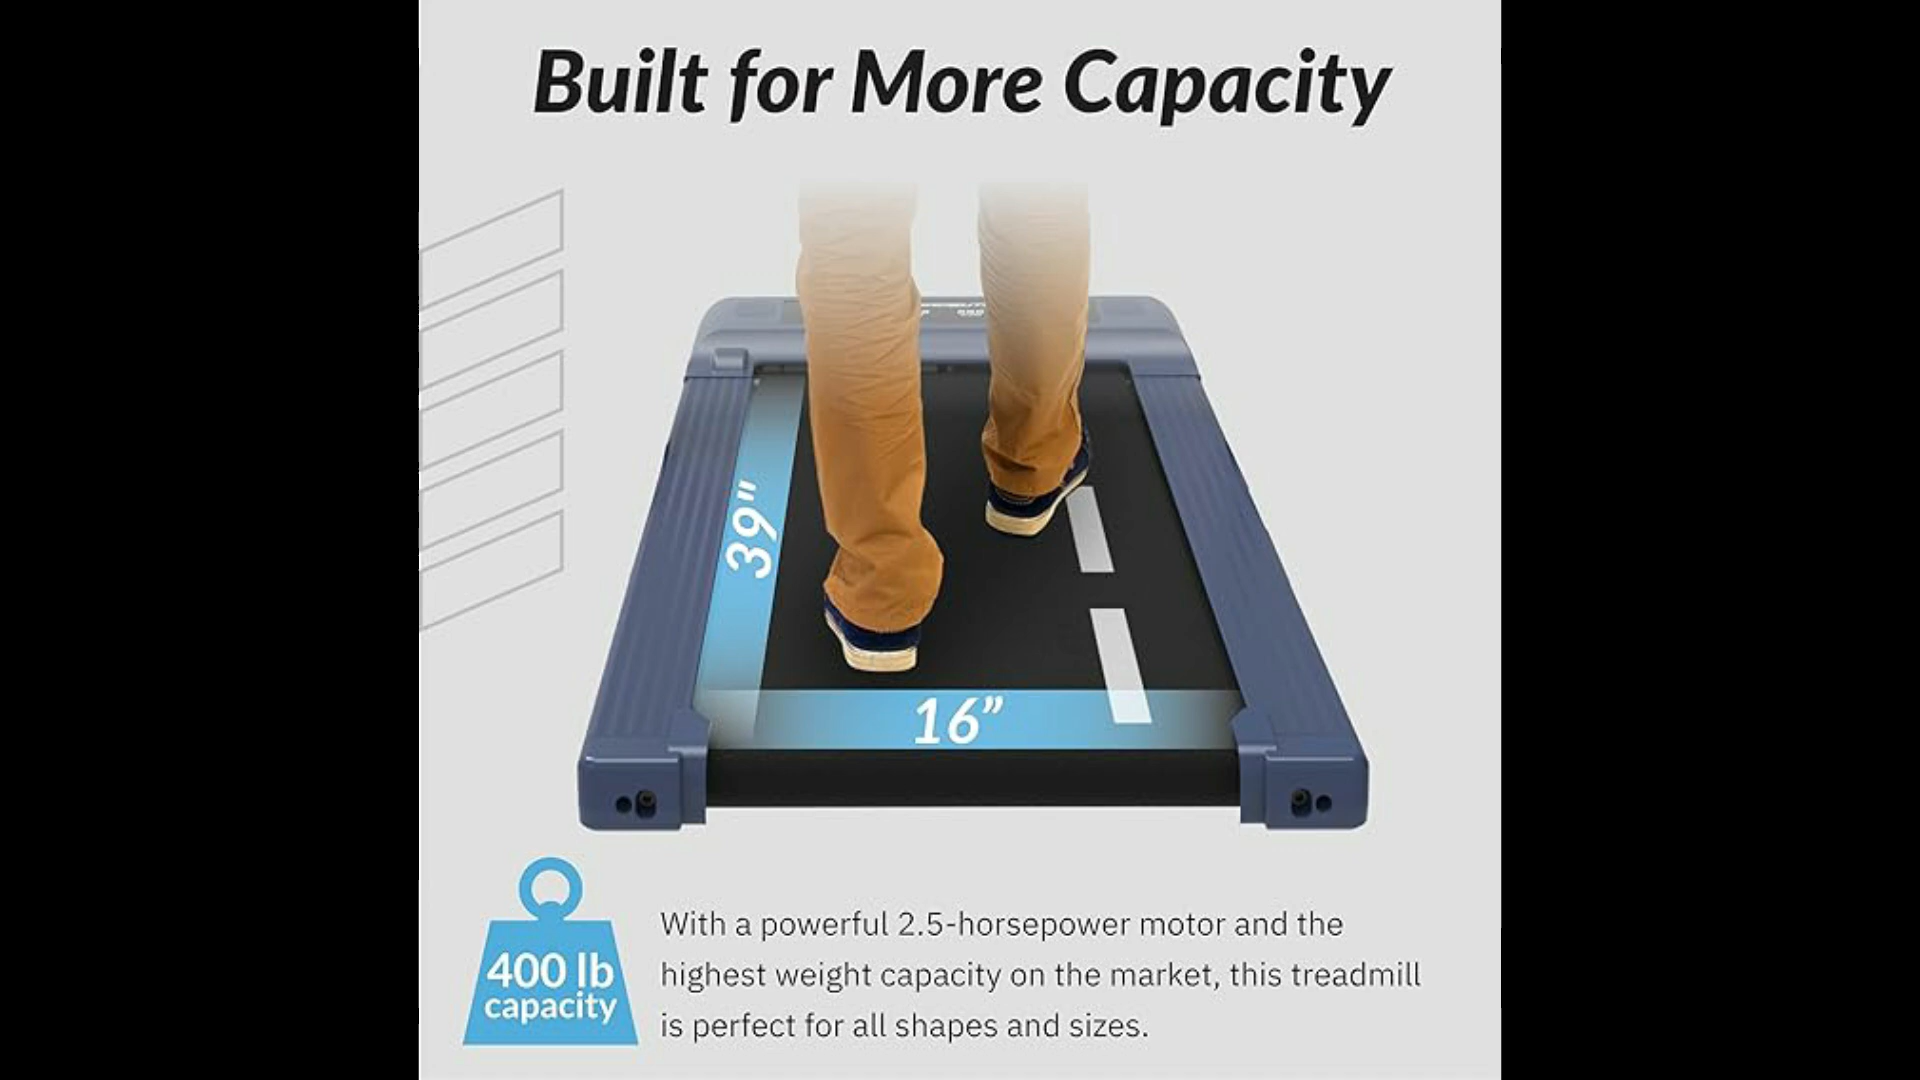 Built for More Capacity
39"
16”
400 lb
capacity
With a powerful 2.5-horsepower motor and the
highest weight capacity on the market, this treadmill
is perfect for all shapes and sizes.